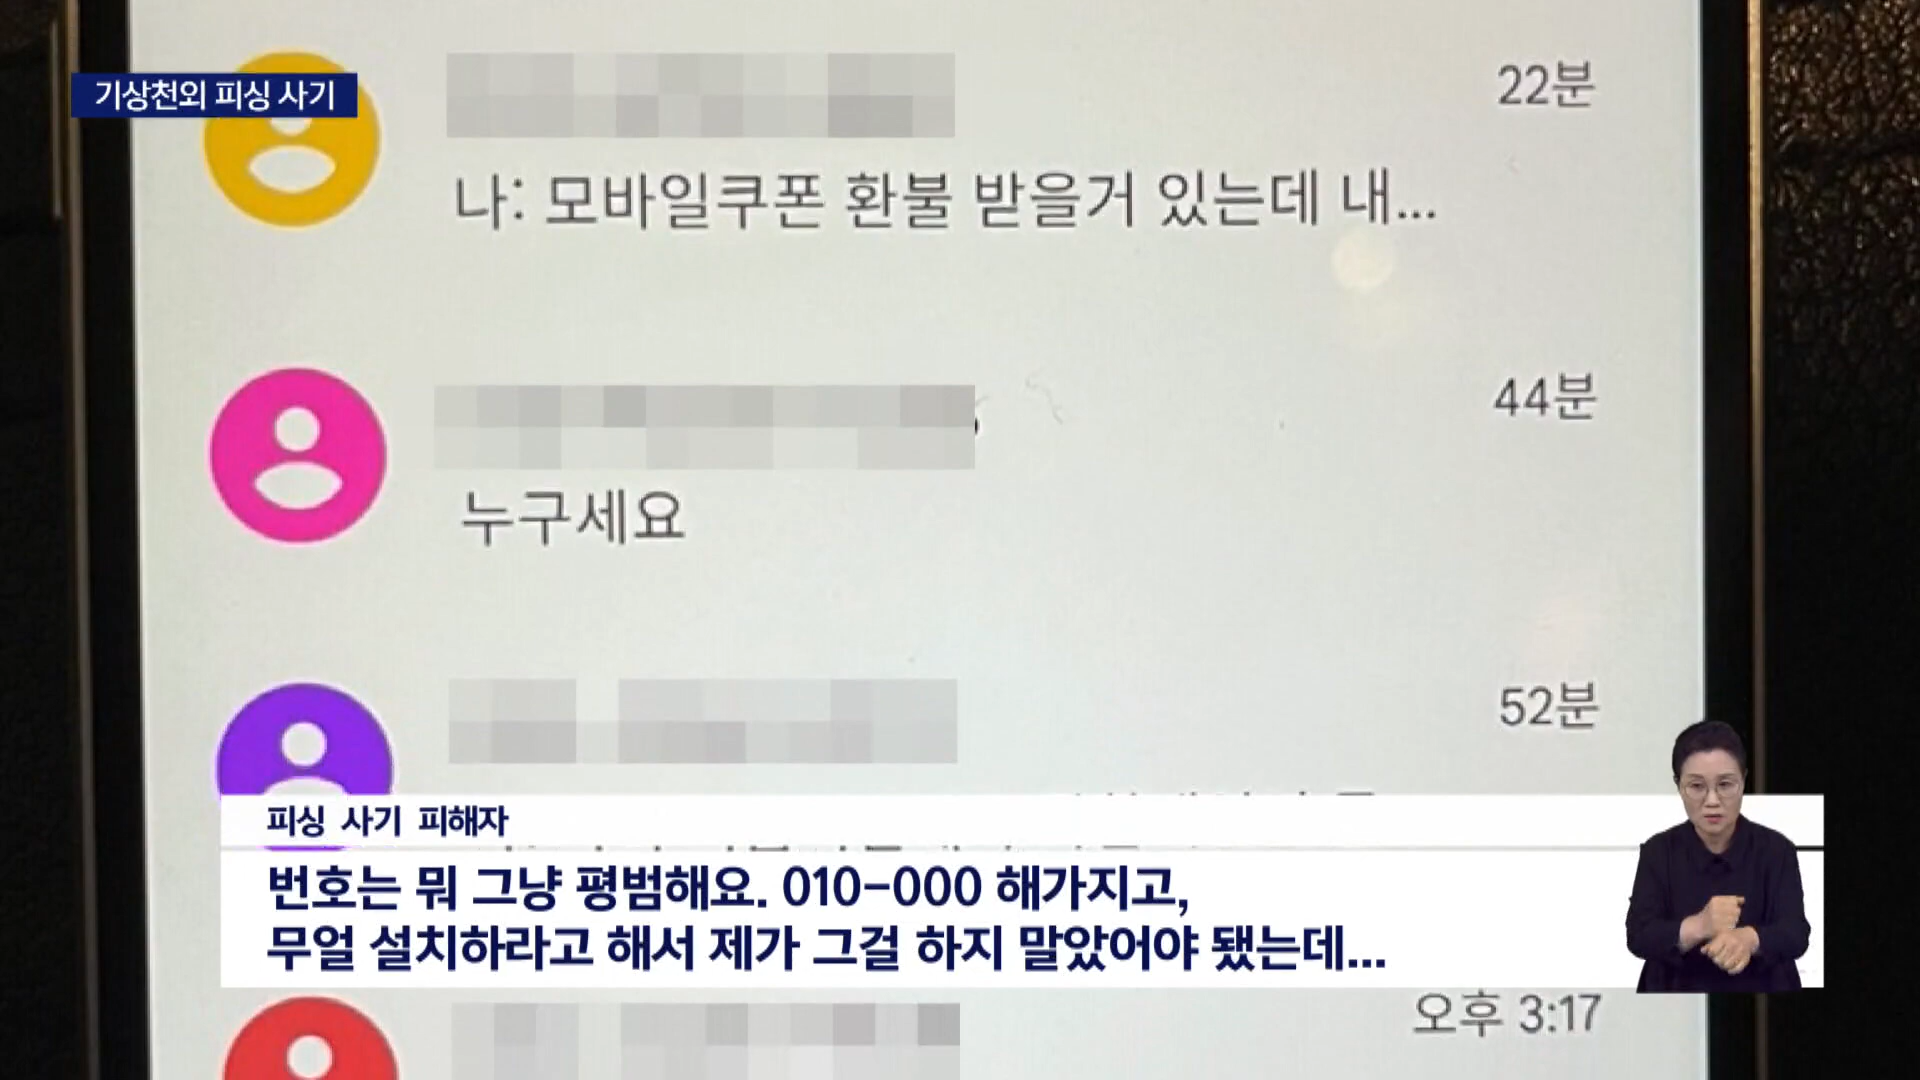 기상천외 피싱 사기
22분
나: 모바일쿠폰 환불 받을거 있는데 내...
44분
누구세요
52분
피싱 사기 피해자
번호는 뭐 그냥 평범해요. 010-000 해가지고,
무얼 설치하라고 해서 제가 그걸 하지 말았어야 됐는데...
오후 3:17